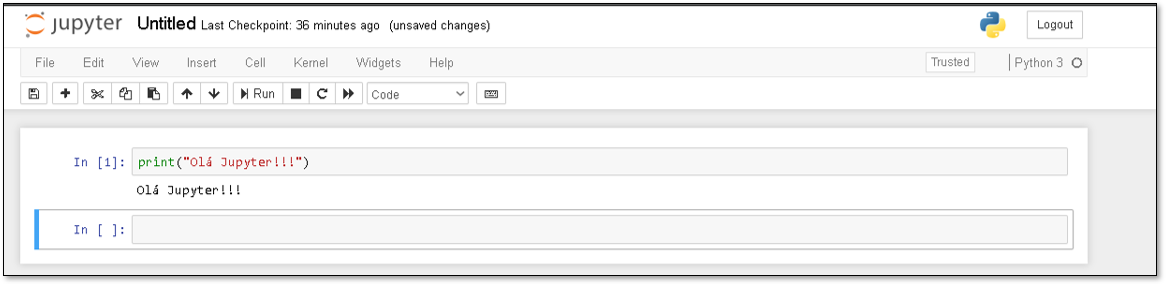 jupyter Untitled Last Checkpoint: 36 minutes ago (unsaved changes) Logout
File Edit View Insert Cell Kernel Widgets Help Trusted Python 3
Run Code
In [1]: print("Olá Jupyter!!!")
Olá Jupyter!!!
In [ ]: